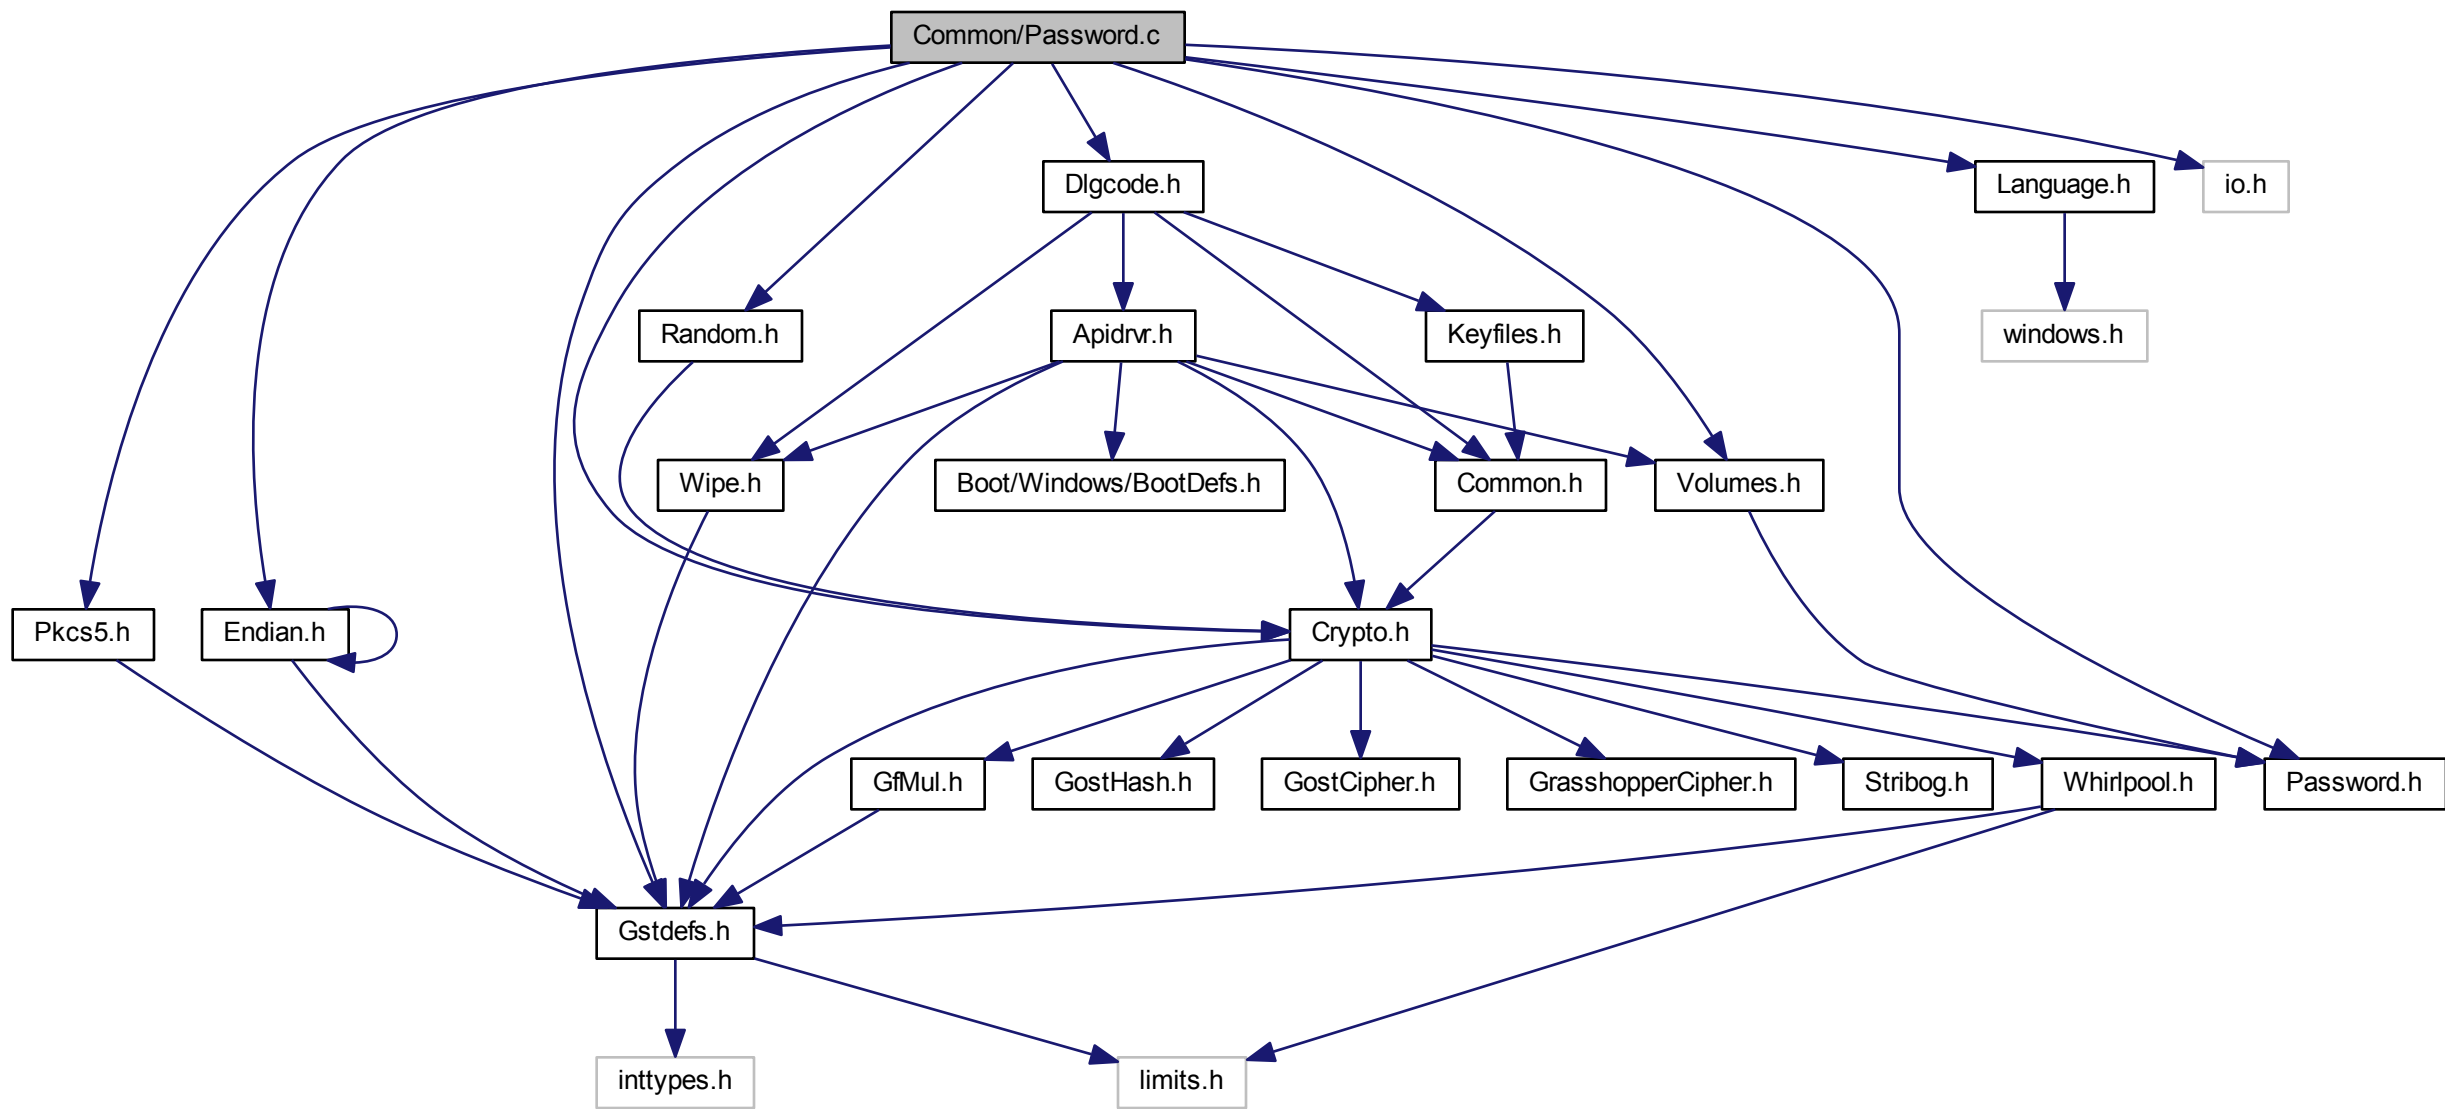 Common/Password.c
Dlgcode.h
Language.h
io.h
Random.h
Apidrvr.h
Keyfiles.h
windows.h
Wipe.h
Boot/Windows/BootDefs.h
Common.h
Volumes.h
Pkcs5.h
Endian.h
Crypto.h
GfMul.h
GostHash.h
GostCipher.h
GrasshopperCipher.h
Stribog.h
Whirlpool.h
Password.h
Gstdefs.h
inttypes.h
limits.h